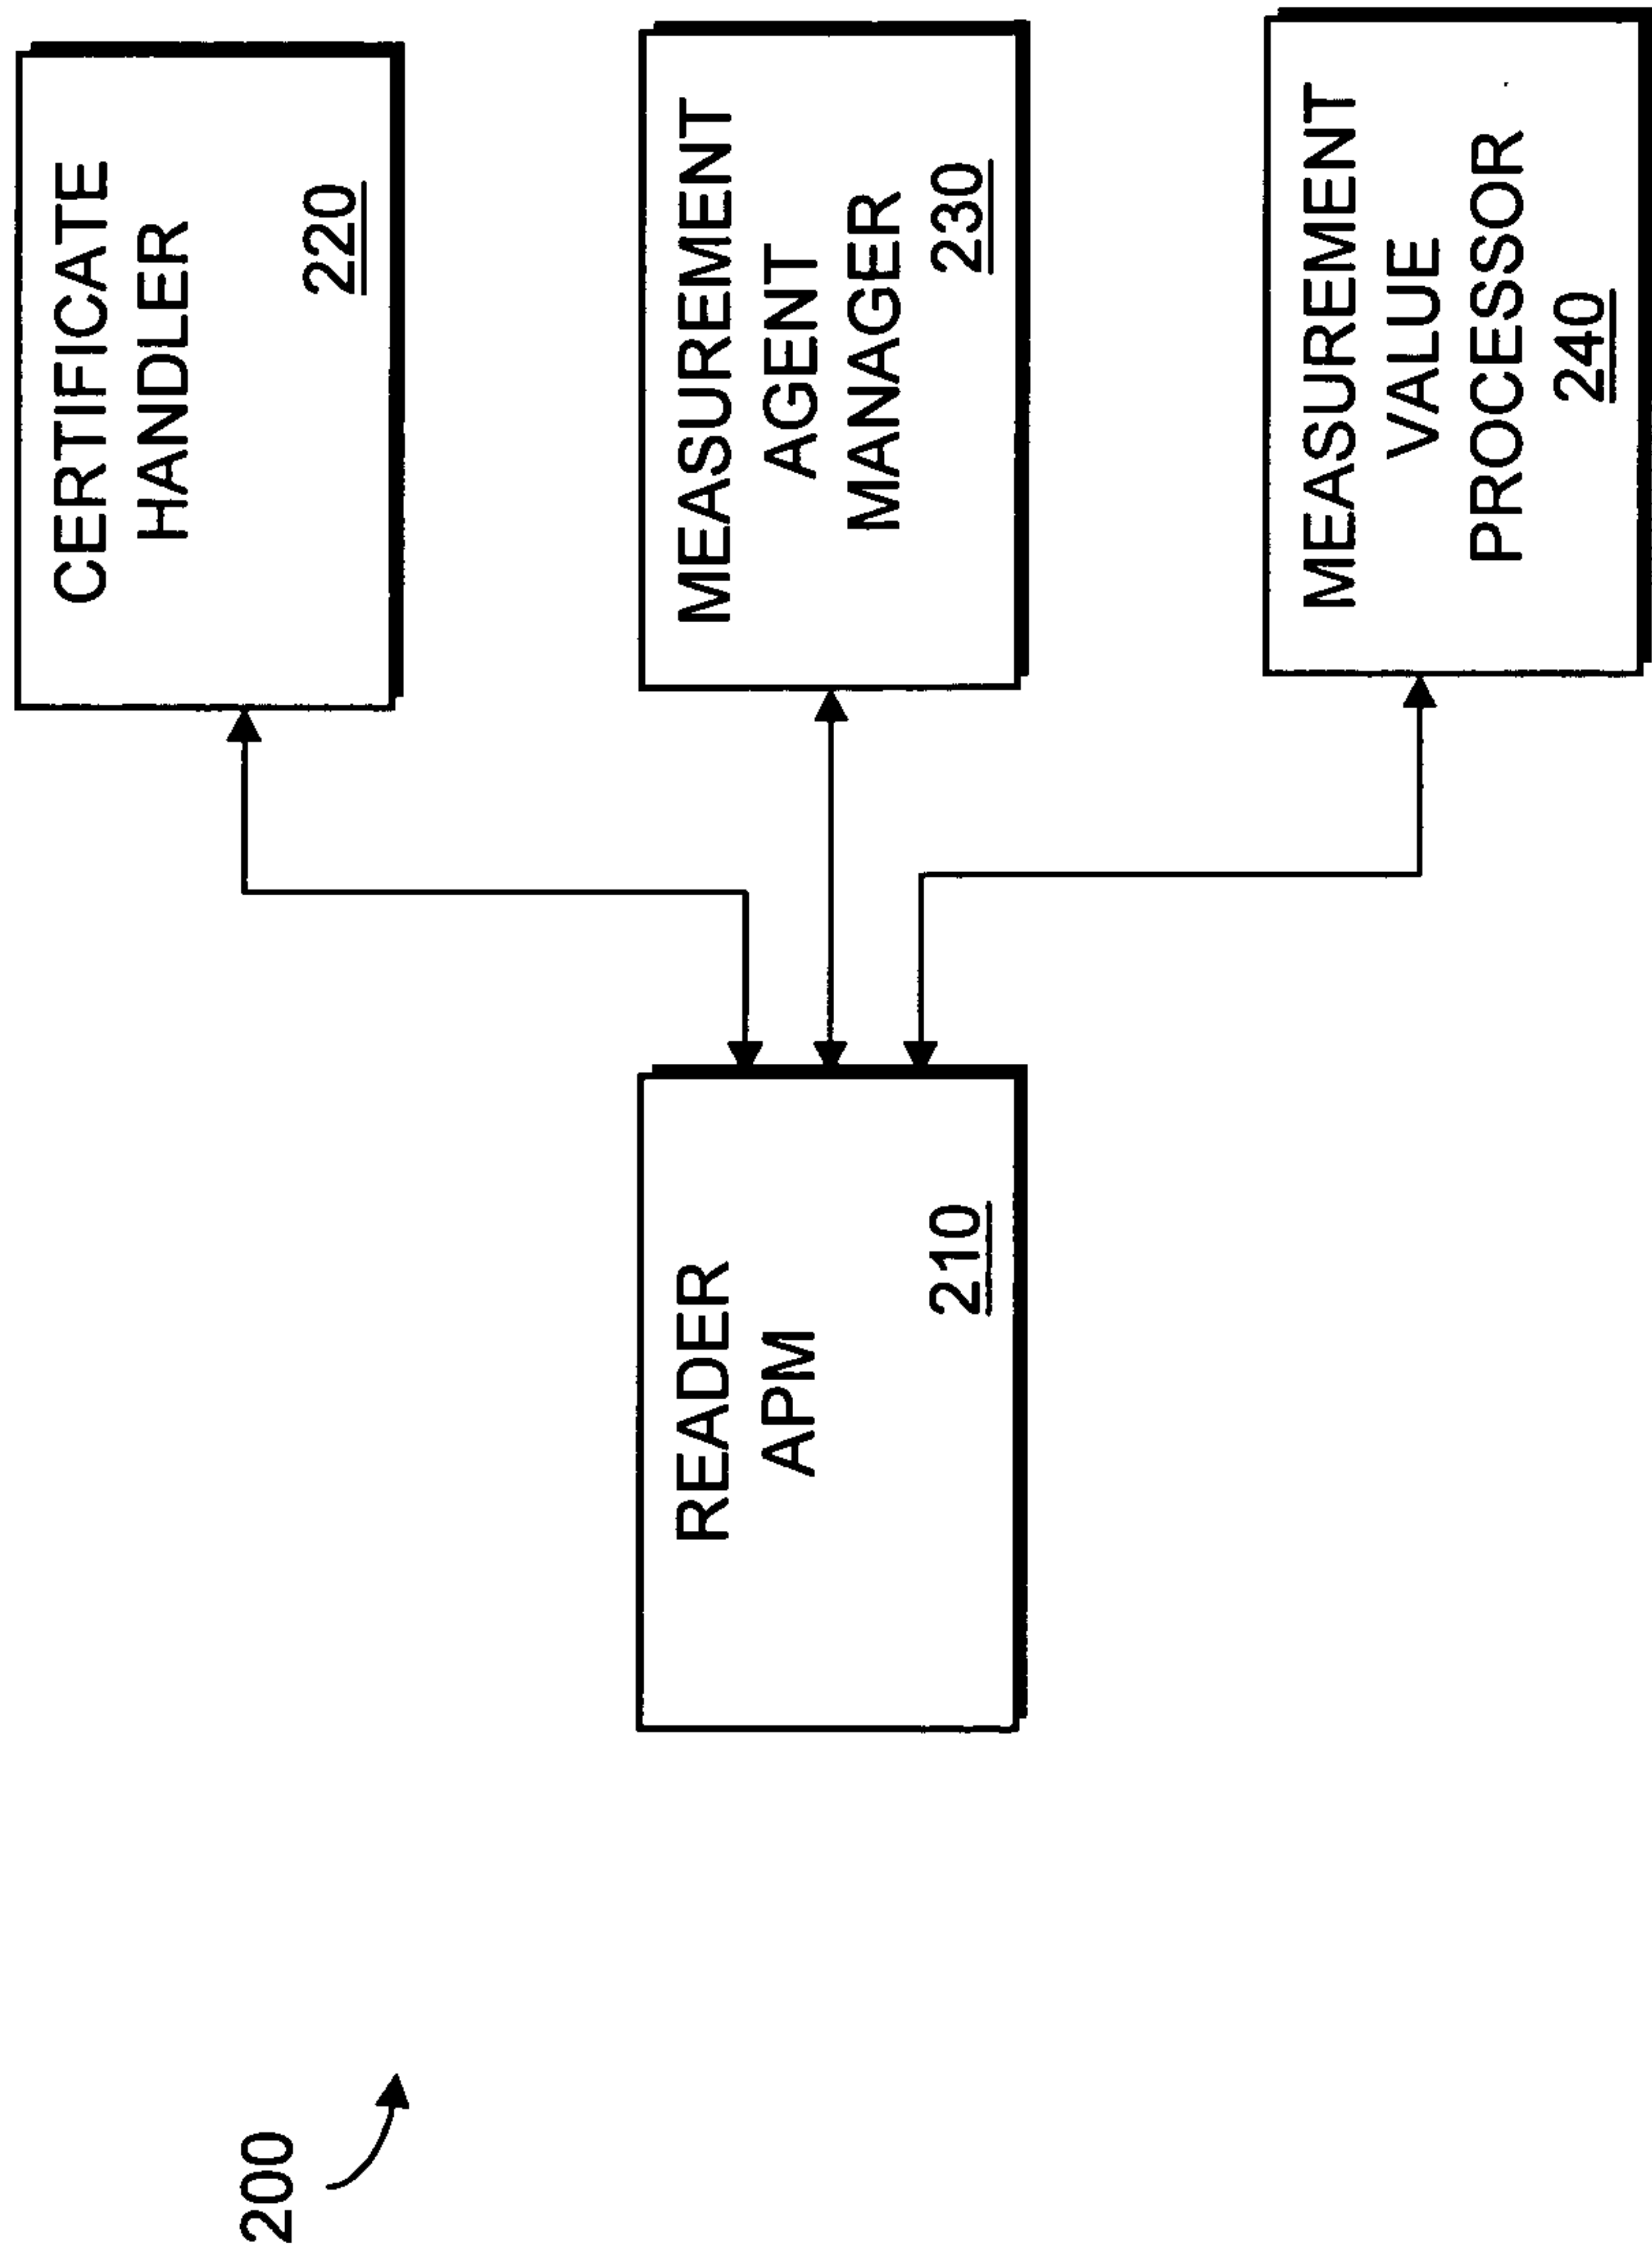 200
READER
APM
210
CERTIFICATE
HANDLER
220
MEASUREMENT
AGENT
MANAGER
230
MEASUREMENT
VALUE
PROCESSOR
240